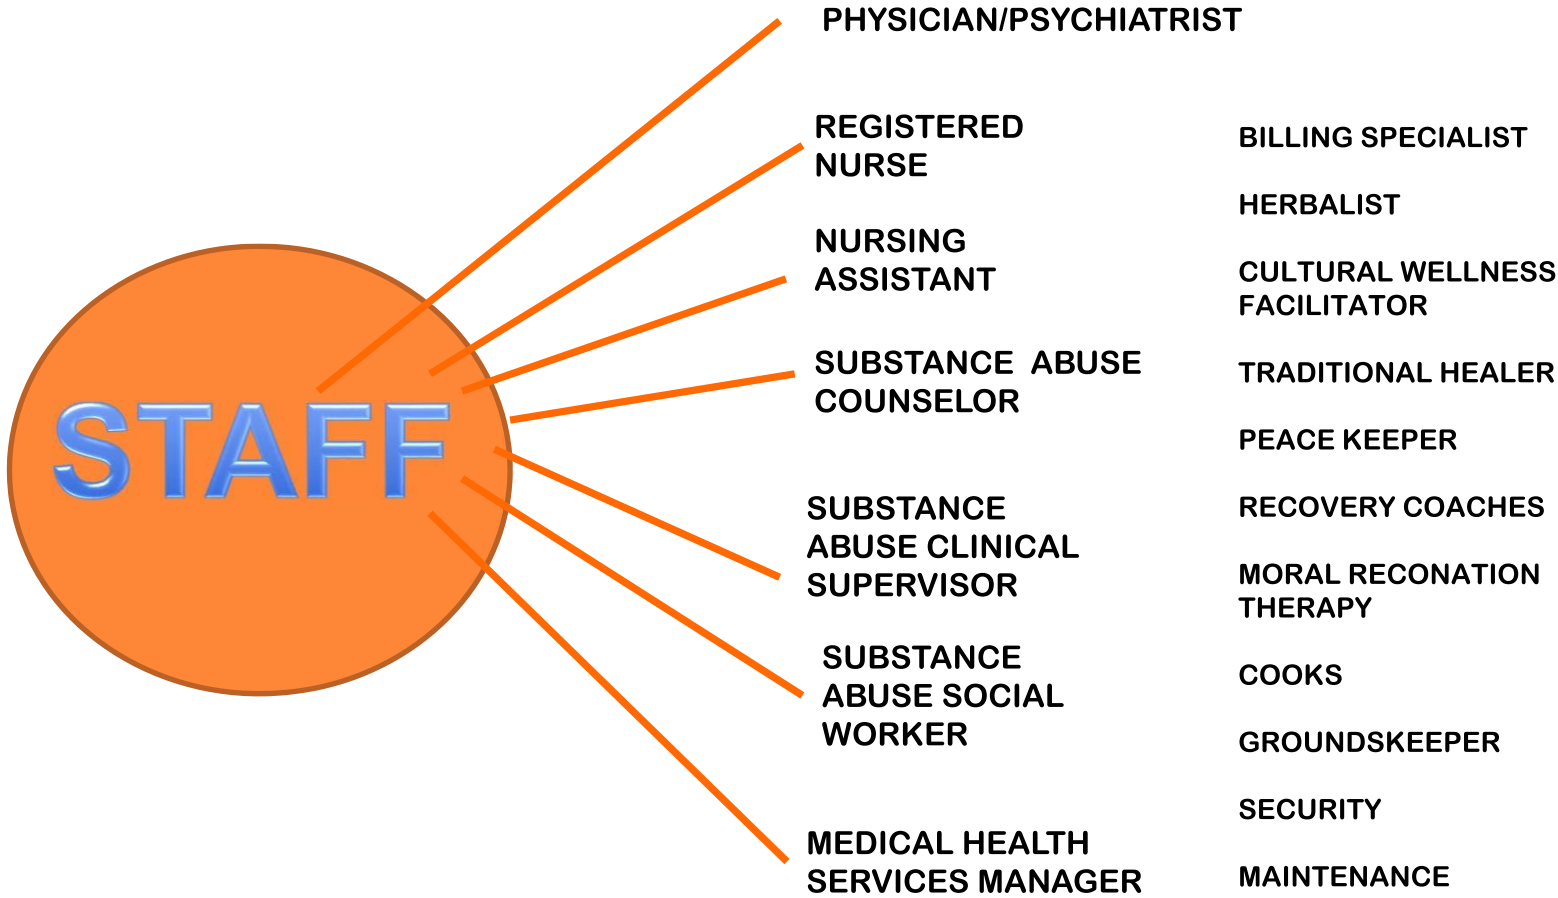 STAFF
PHYSICIAN/PSYCHIATRIST
REGISTERED
NURSE
NURSING
ASSISTANT
SUBSTANCE  ABUSE
COUNSELOR
SUBSTANCE
ABUSE CLINICAL
SUPERVISOR
SUBSTANCE
ABUSE SOCIAL
WORKER
MEDICAL HEALTH
SERVICES MANAGER
BILLING SPECIALIST
HERBALIST
CULTURAL WELLNESS
FACILITATOR
TRADITIONAL HEALER
PEACE KEEPER
RECOVERY COACHES
MORAL RECONATION
THERAPY
COOKS
GROUNDSKEEPER
SECURITY
MAINTENANCE